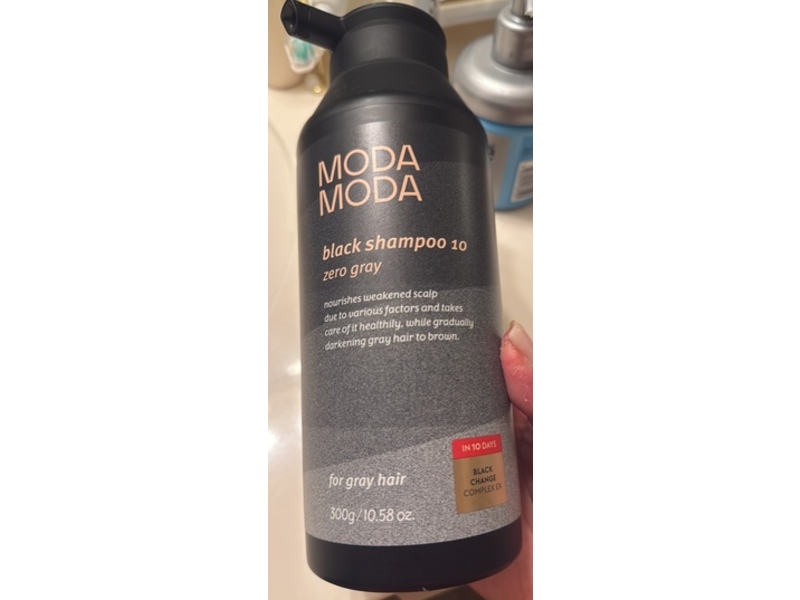 MODA
MODA
black shampoo 10
zero gray
nourishes weakened scalp
due to various factors and takes
care of it healthily, while gradually
darkening gray hair to brown.
IN 10 DAYS
BLACK
CHANGE
COMPLEX EX
for gray hair
300g/10.58 oz.